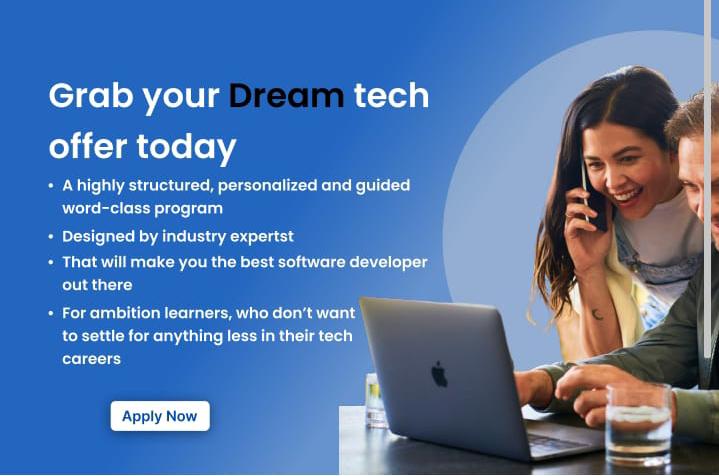 Grab your Dream tech
offer today
• A highly structured, personalized and guided
word-class program
• Designed by industry expertst
• That will make you the best software developer
out there
• For ambition learners, who don't want
to settle for anything less in their tech
careers
Apply Now